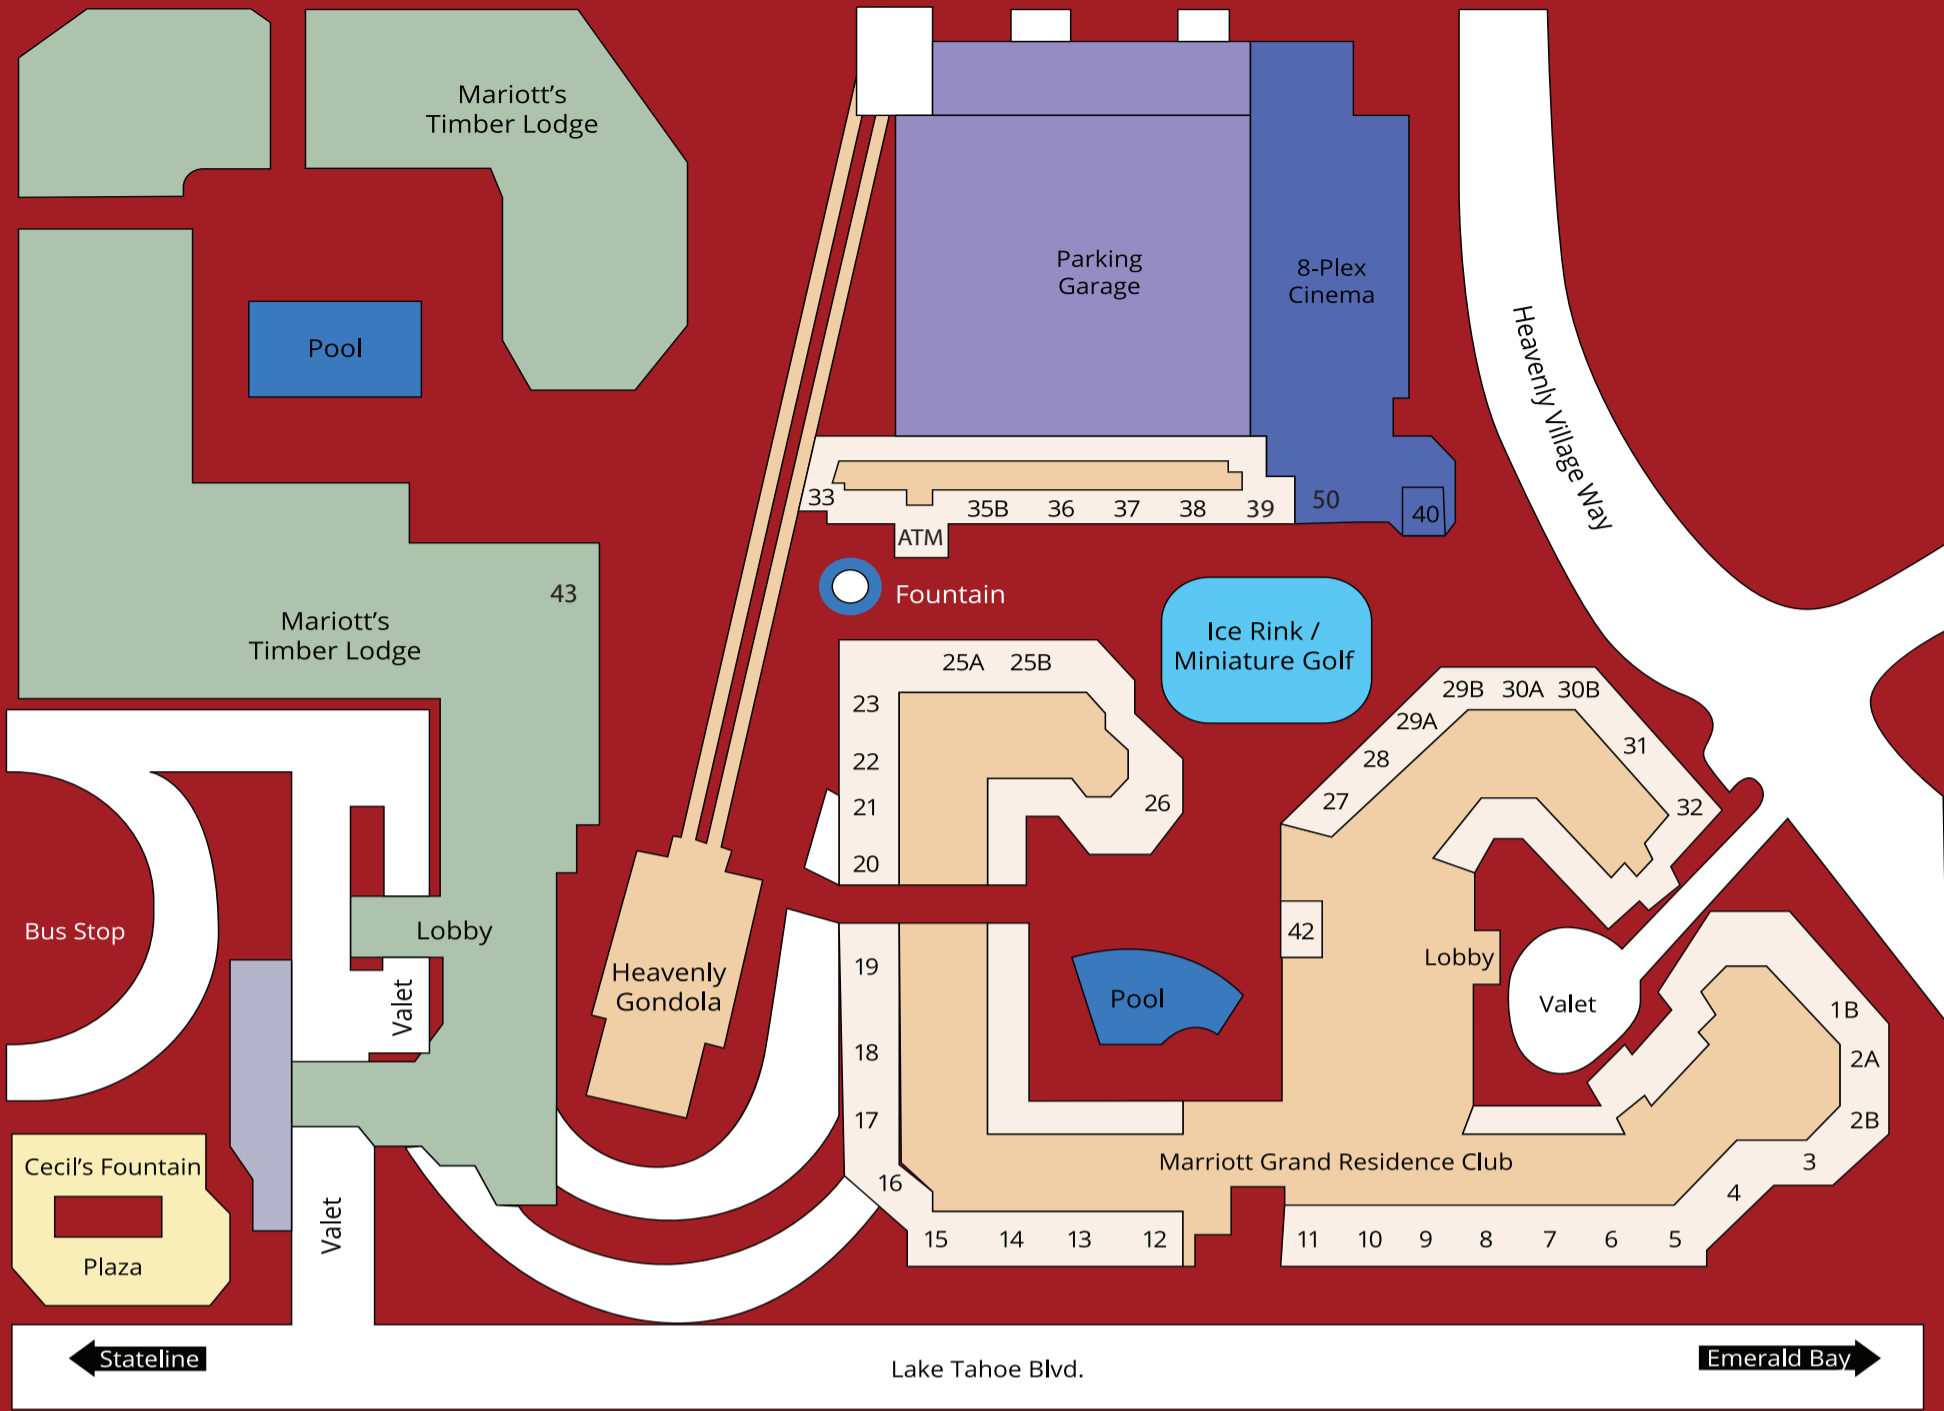 Mariott's
Timber Lodge
Parking
Garage
8-Plex
Cinema
Pool
Heavenly Village Way
33
35B
36
37
38
39
50
40
ATM
Fountain
43
Mariott's
Timber Lodge
Ice Rink /
Miniature Golf
25A
25B
23
22
21
20
26
29B
30A
30B
29A
28
27
31
32
Bus Stop
Lobby
Valet
Heavenly
Gondola
19
18
17
16
Pool
42
Lobby
Valet
1B
2A
2B
3
4
Marriott Grand Residence Club
Cecil's Fountain
Plaza
Valet
15
14
13
12
11
10
9
8
7
6
5
Stateline
Lake Tahoe Blvd.
Emerald Bay